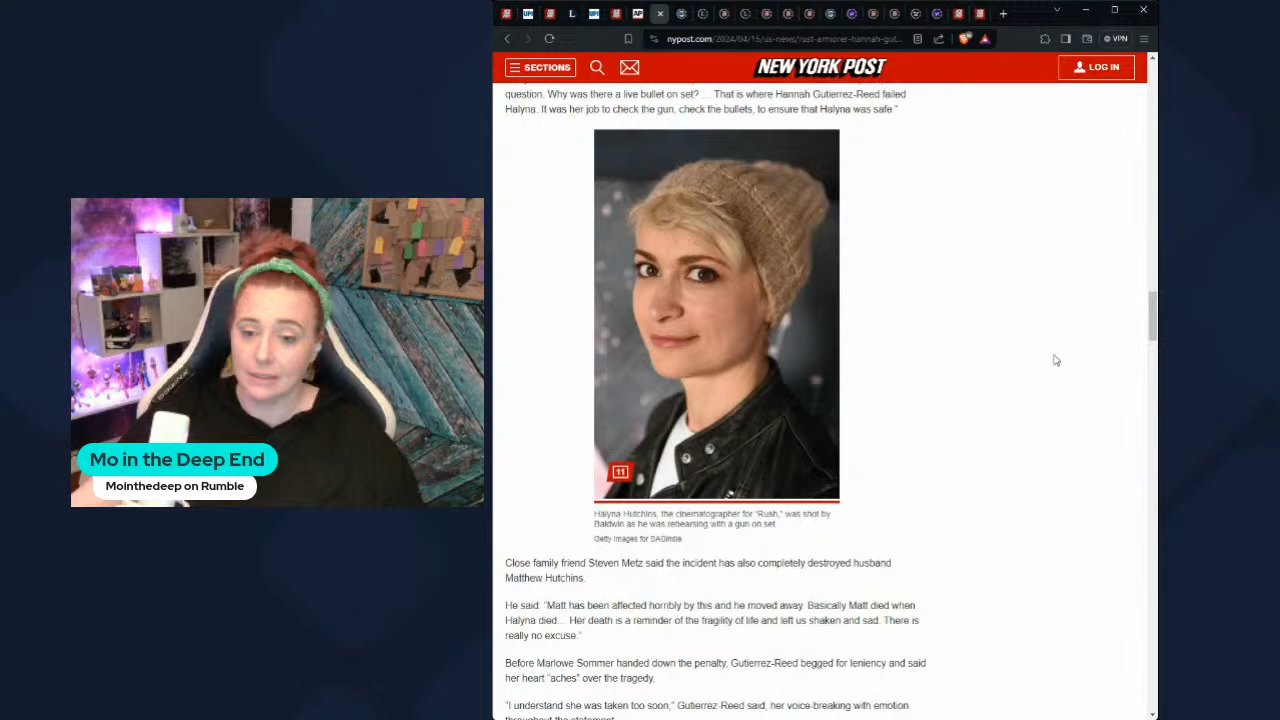 nypost.com/2024/04/15/us-news/rust-armorer-hannah-gut...
VPN
SECTIONS
NEW YORK POST
LOG IN
question. Why was there a live bullet on set? ... That is where Hannah Gutierrez-Reed failed
Halyna. It was her job to check the gun, check the bullets, to ensure that Halyna was safe.”
11
Halyna Hutchins, the cinematographer for “Rush,” was shot by
Baldwin as he was rehearsing with a gun on set
Getty Images for SAGindie
Close family friend Steven Metz said the incident has also completely destroyed husband
Matthew Hutchins.
He said: “Matt has been affected horribly by this and he moved away. Basically Matt died when
Halyna died… Her death is a reminder of the fragility of life and left us shaken and sad. There is
really no excuse.”
Before Marlowe Sommer handed down the penalty, Gutierrez-Reed begged for leniency and said
her heart “aches” over the tragedy.
“I understand she was taken too soon,” Gutierrez-Reed said, her voice-breaking with emotion
throughout the statement.
Mo in the Deep End
Mointhedeep on Rumble